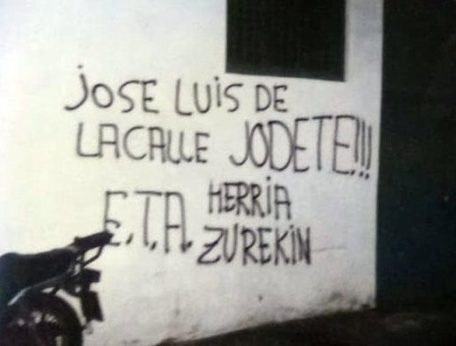 JOSE LUIS DE
LACALLE JODETE!!!
E.T.A. HERRIA
ZUREKIN